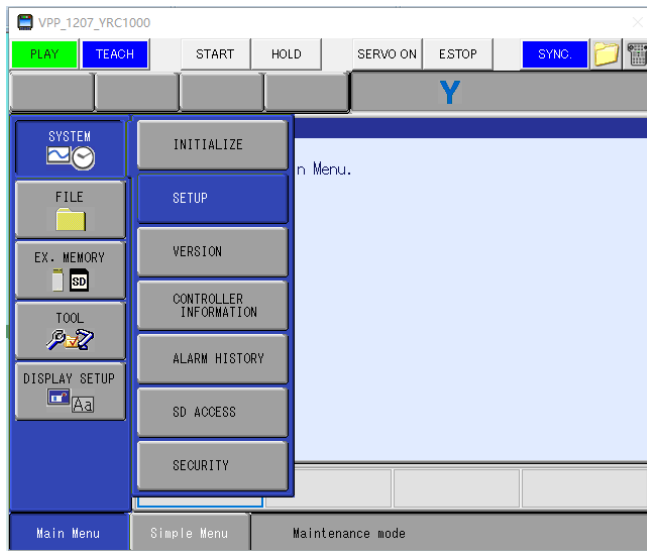 VPP_1207_YRC1000
PLAY TEACH START HOLD SERVO ON ESTOP SYNC.
Y
SYSTEM
FILE
EX. MEMORY
SD
TOOL
DISPLAY SETUP
Aa
INITIALIZE
SETUP
VERSION
CONTROLLER
INFORMATION
ALARM HISTORY
SD ACCESS
SECURITY
n Menu.
Main Menu Simple Menu Maintenance mode